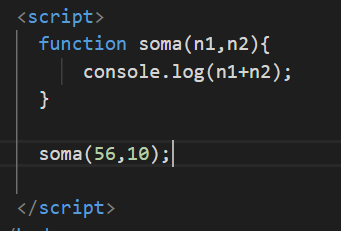 <script>
function soma(n1,n2){
console.log(n1+n2);
}
soma(56,10);
</script>